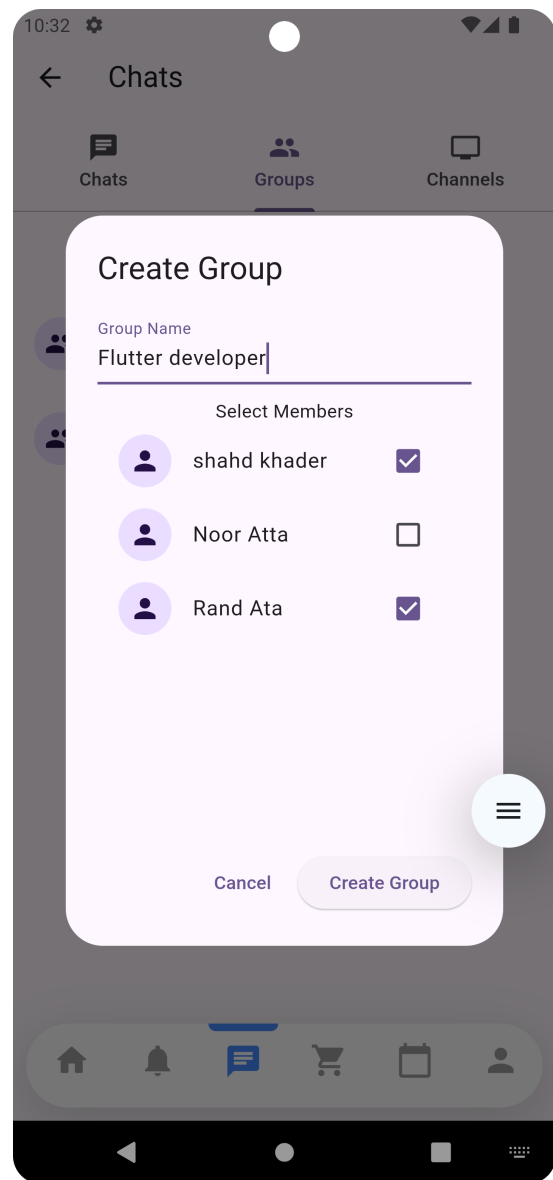 10:32
Chats
Chats
Groups
Channels
Create Group
Group Name
Flutter developer
Select Members
shahd khader
Noor Atta
Rand Ata
Cancel
Create Group